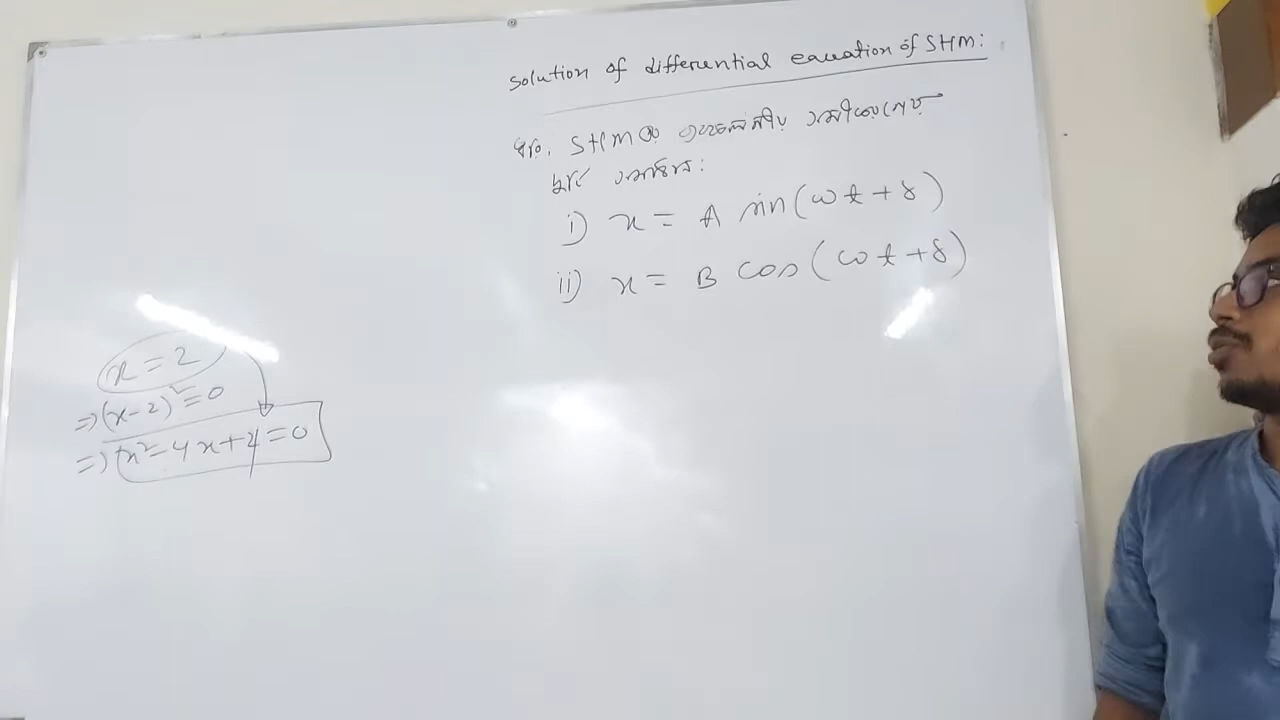 Solution of differential equation of SHM:
SHM এর
i) x = A sin(ωt + δ)
ii) x = B cos(ωt + δ)
x = 2
⇒ (x-2)² = 0
⇒ x² - 4x + 4 = 0